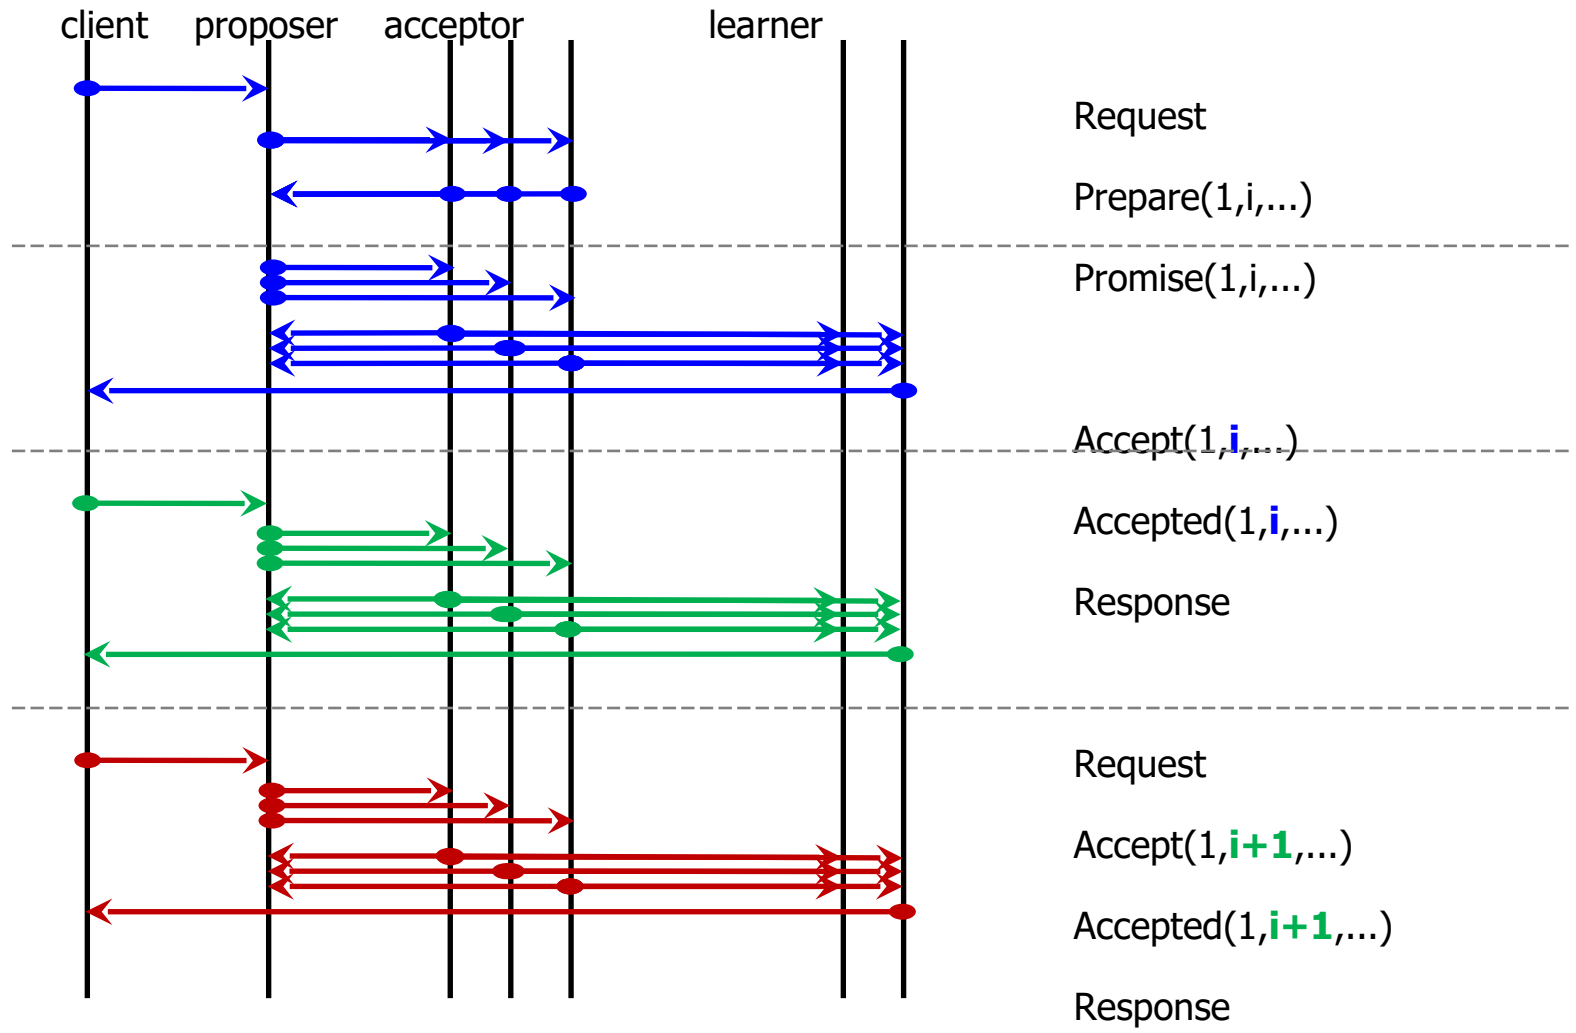 client proposer acceptor learner
Request
Prepare(1,i,...)
Promise(1,i,...)
Accept(1,i,...)
Accepted(1,i,...)
Response
Request
Accept(1,i+1,...)
Accepted(1,i+1,...)
Response